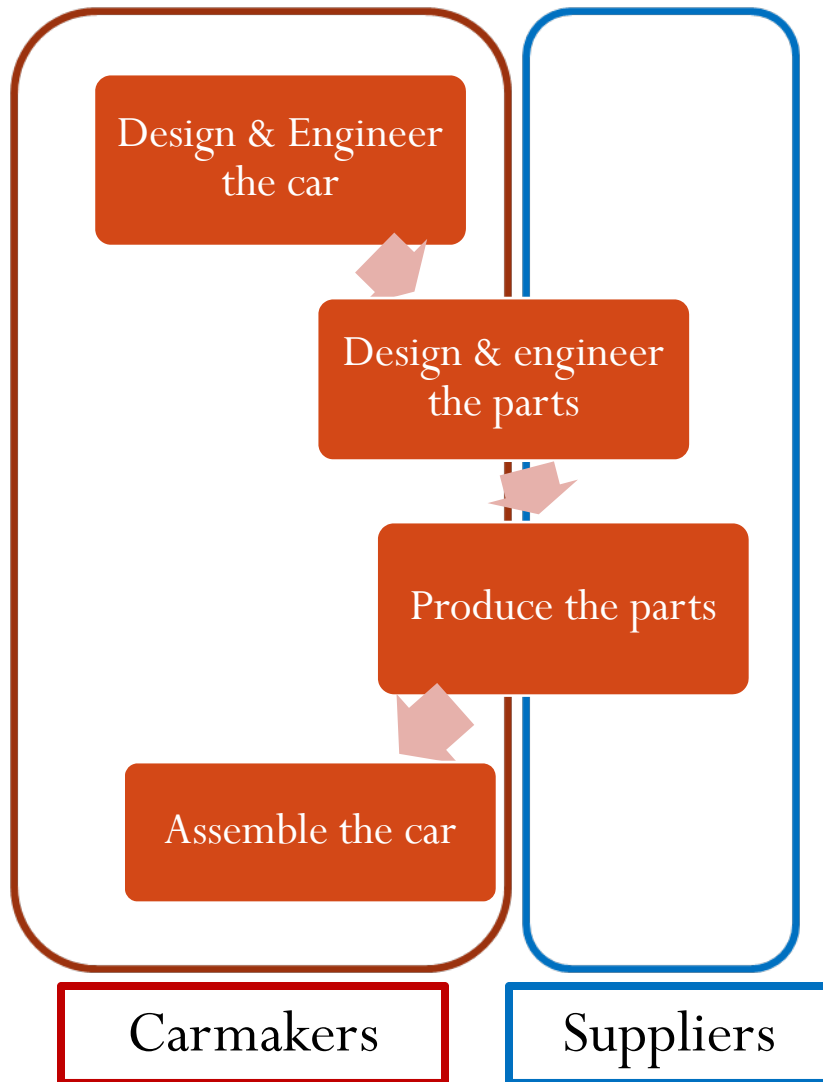 Design & Engineer
the car
Design & engineer
the parts
Produce the parts
Assemble the car
Carmakers
Suppliers